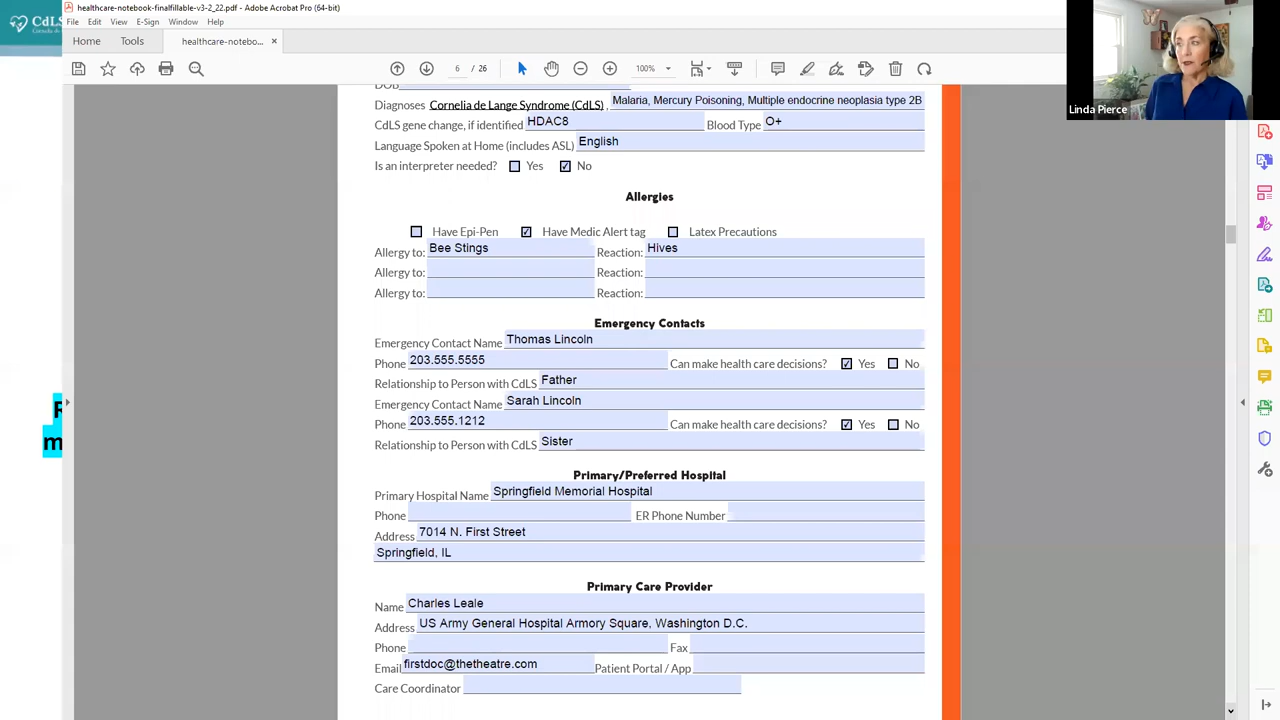 healthcare-notebook-finalfillable-v3-2_22.pdf - Adobe Acrobat Pro (64-bit)
CdLS
File Edit View E-Sign Window Help
Home Tools healthcare-notebo... ×
6 / 26 100%
Linda Pierce
DOB
Diagnoses Cornelia de Lange Syndrome (CdLS) , Malaria, Mercury Poisoning, Multiple endocrine neoplasia type 2B
CdLS gene change, if identified HDAC8 Blood Type O+
Language Spoken at Home (includes ASL) English
Is an interpreter needed? Yes No
Allergies
Have Epi-Pen Have Medic Alert tag Latex Precautions
Allergy to: Bee Stings Reaction: Hives
Allergy to: Reaction:
Allergy to: Reaction:
Emergency Contacts
Emergency Contact Name Thomas Lincoln
Phone 203.555.5555 Can make health care decisions? Yes No
Relationship to Person with CdLS Father
Emergency Contact Name Sarah Lincoln
Phone 203.555.1212 Can make health care decisions? Yes No
Relationship to Person with CdLS Sister
Primary/Preferred Hospital
Primary Hospital Name Springfield Memorial Hospital
Phone ER Phone Number
Address 7014 N. First Street
Springfield, IL
Primary Care Provider
Name Charles Leale
Address US Army General Hospital Armory Square, Washington D.C.
Phone Fax
Email firstdoc@thetheatre.com Patient Portal / App
Care Coordinator